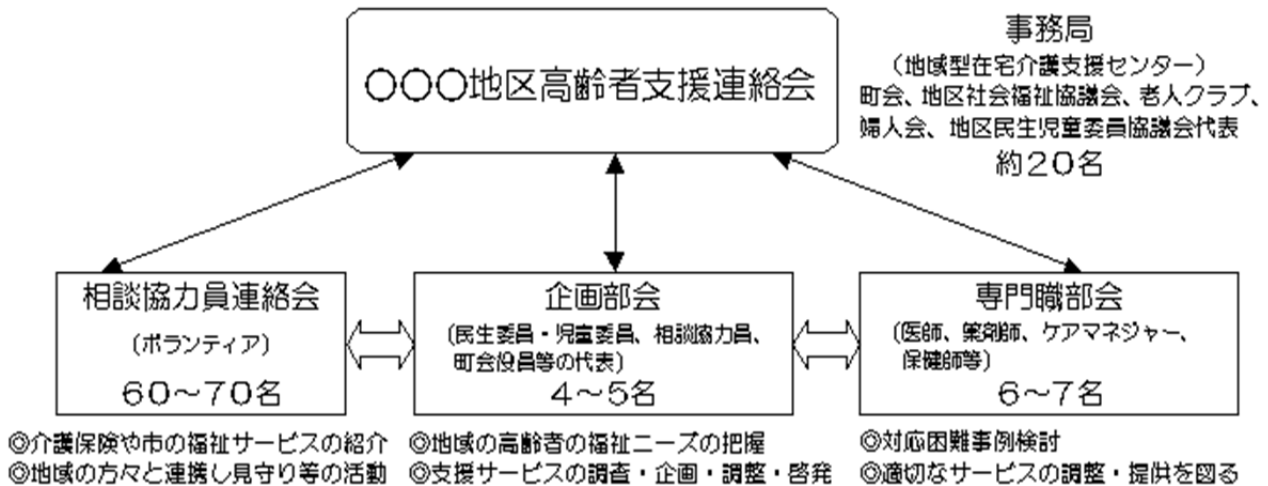 〇〇〇地区高齢者支援連絡会
事務局
(地域型在宅介護支援センター)
町会、地区社会福祉協議会、老人クラブ、
婦人会、地区民生児童委員協議会代表
約20名
相談協力員連絡会
(ボランティア)
60～70名
◎介護保険や市の福祉サービスの紹介
◎地域の方々と連携し見守り等の活動
企画部会
(民生委員・児童委員、相談協力員、
町会役員等の代表)
4～5名
◎地域の高齢者の福祉ニーズの把握
◎支援サービスの調査・企画・調整・啓発
専門職部会
(医師、薬剤師、ケアマネジャー、
保健師等)
6～7名
◎対応困難事例検討
◎適切なサービスの調整・提供を図る